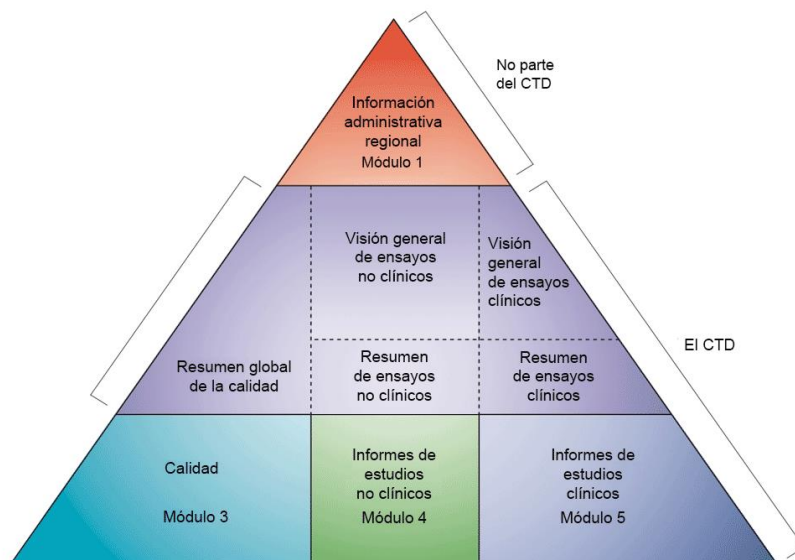 No parte
del CTD
Información
administrativa
regional
Módulo 1
Visión general
de ensayos
no clínicos
Visión
general
de ensayos
clínicos
El CTD
Resumen global
de la calidad
Resumen
de ensayos
no clínicos
Resumen
de ensayos
clínicos
Calidad
Módulo 3
Informes de
estudios
no clínicos
Módulo 4
Informes de
estudios
clínicos
Módulo 5